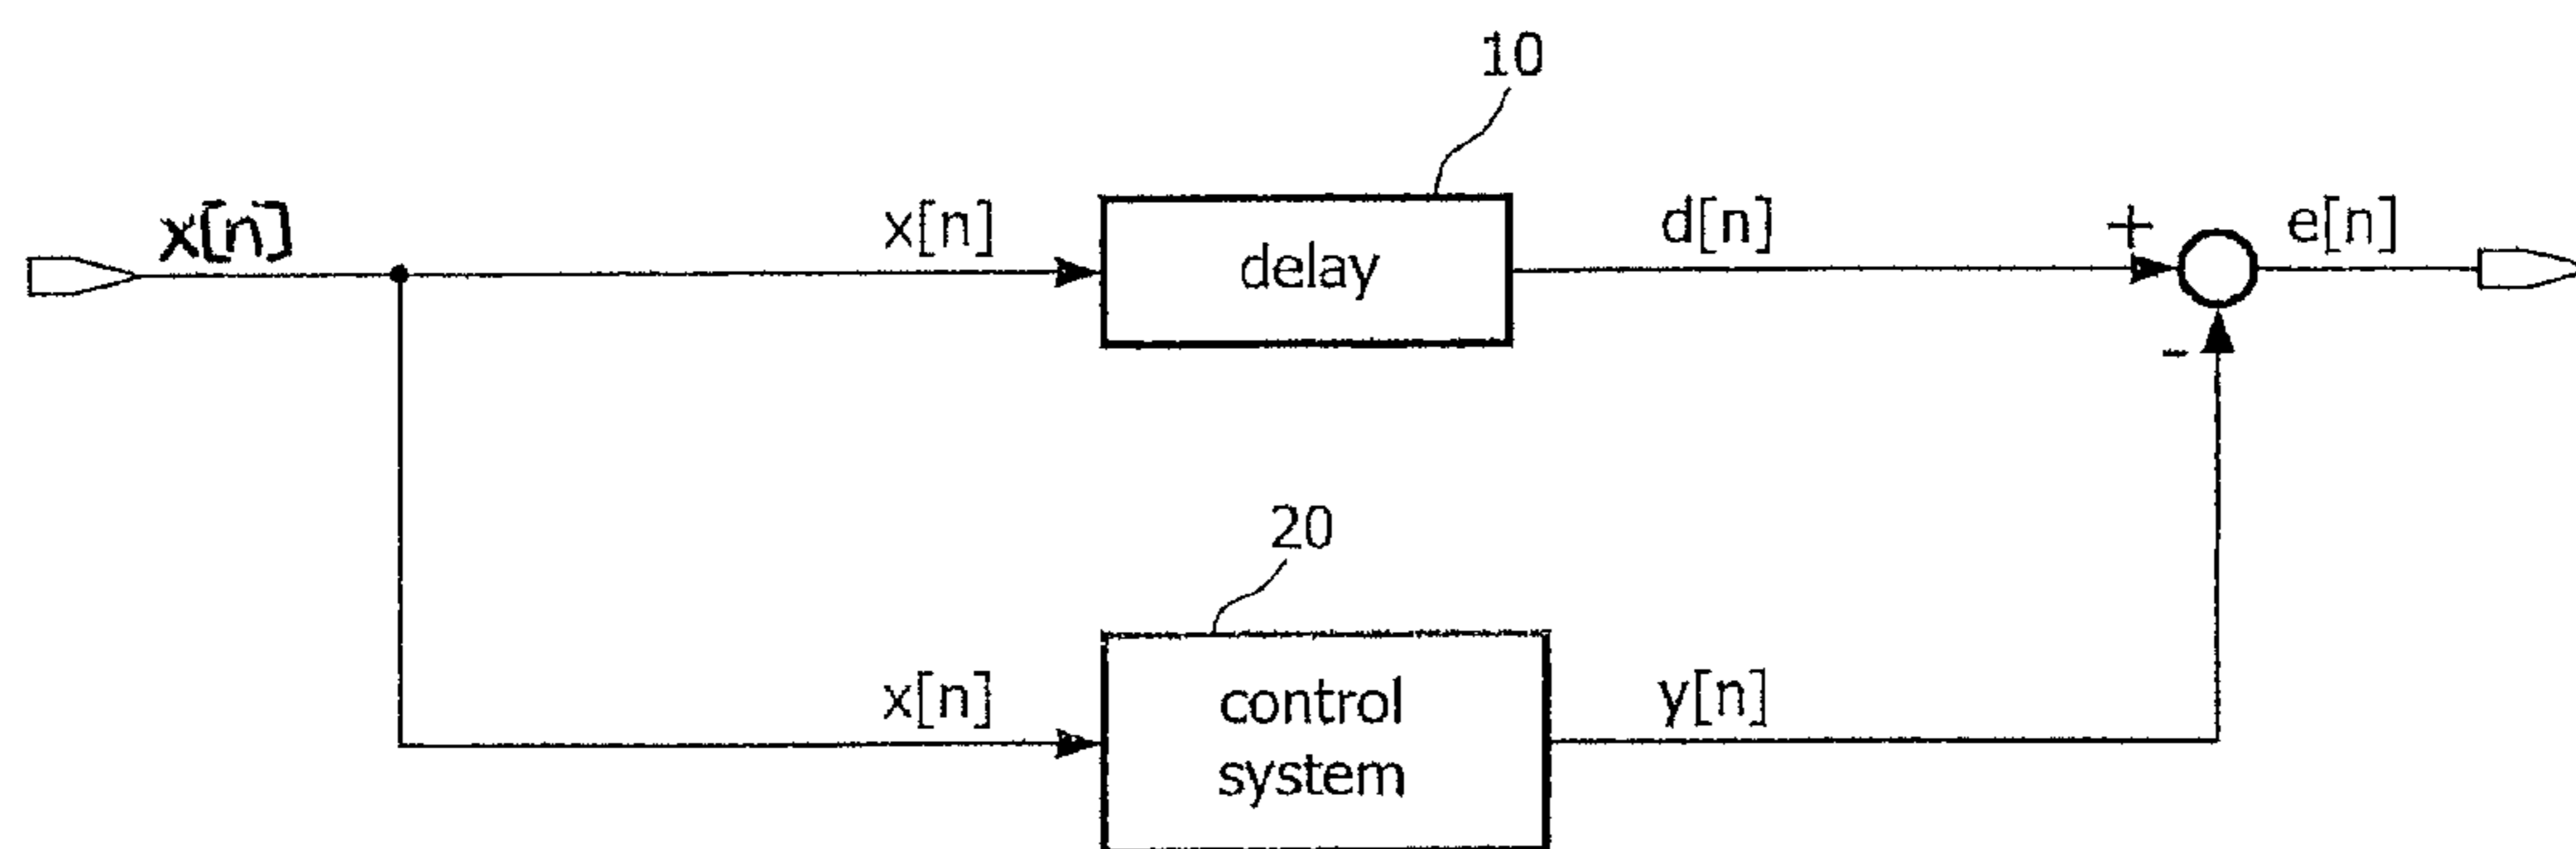 10
x[n]
x[n]
delay
d[n]
+
e[n]
-
20
x[n]
control
system
y[n]